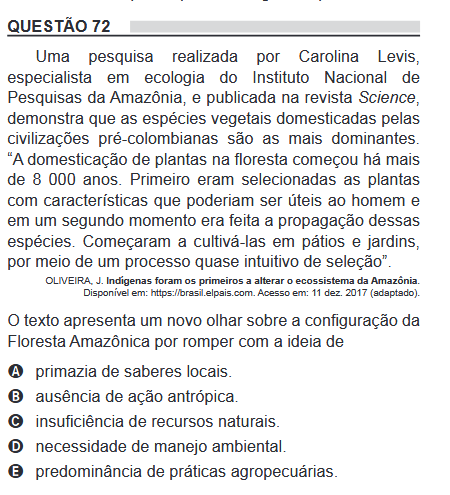 QUESTÃO 72
Uma pesquisa realizada por Carolina Levis,
especialista em ecologia do Instituto Nacional de
Pesquisas da Amazônia, e publicada na revista Science,
demonstra que as espécies vegetais domesticadas pelas
civilizações pré-colombianas são as mais dominantes.
“A domesticação de plantas na floresta começou há mais
de 8 000 anos. Primeiro eram selecionadas as plantas
com características que poderiam ser úteis ao homem e
em um segundo momento era feita a propagação dessas
espécies. Começaram a cultivá-las em pátios e jardins,
por meio de um processo quase intuitivo de seleção”.
OLIVEIRA, J. Indígenas foram os primeiros a alterar o ecossistema da Amazônia.
Disponível em: https://brasil.elpais.com. Acesso em: 11 dez. 2017 (adaptado).
O texto apresenta um novo olhar sobre a configuração da
Floresta Amazônica por romper com a ideia de
A primazia de saberes locais.
B ausência de ação antrópica.
C insuficiência de recursos naturais.
D necessidade de manejo ambiental.
E predominância de práticas agropecuárias.